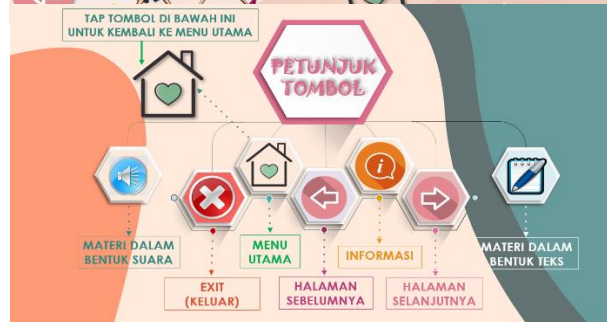 TAP TOMBOL DI BAWAH INI
UNTUK KEMBALI KE MENU UTAMA
PETUNJUK
TOMBOL
MATERI DALAM
BENTUK SUARA
EXIT
(KELUAR)
MENU
UTAMA
HALAMAN
SEBELUMNYA
INFORMASI
HALAMAN
SELANJUTNYA
MATERI DALAM
BENTUK TEKS